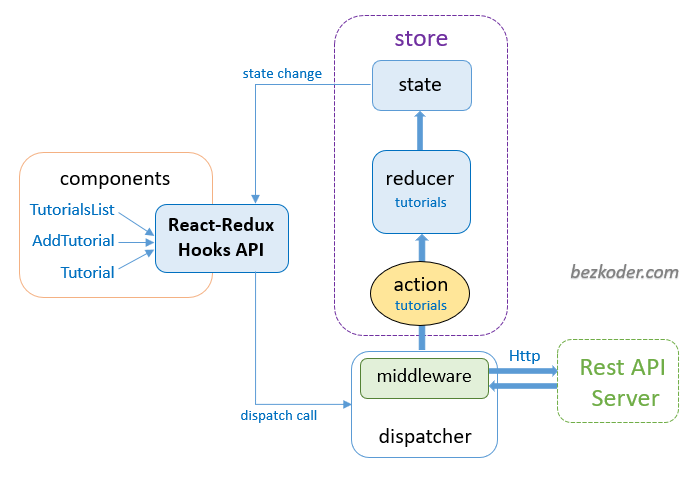 store
state change
state
components
reducer
tutorials
TutorialsList
AddTutorial
Tutorial
React-Redux
Hooks API
action
tutorials
bezkoder.com
Http
middleware
dispatcher
dispatch call
Rest API
Server